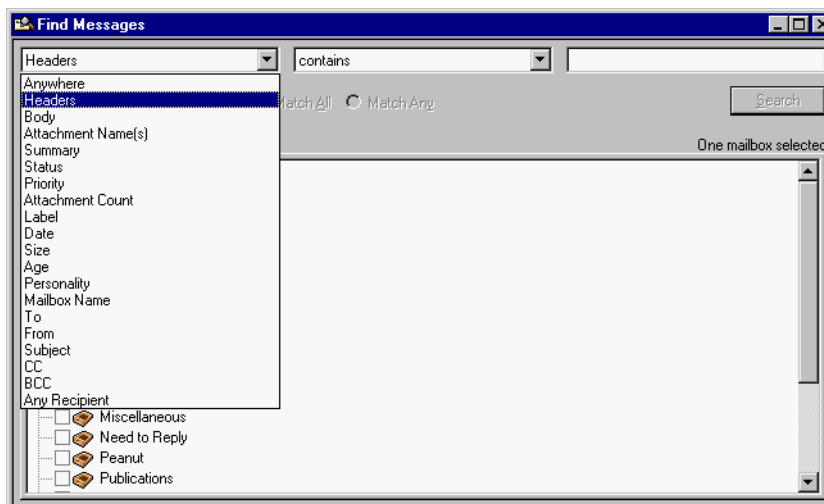 Find Messages
Headers contains
Anywhere
Headers
Body
Attachment Name(s)
Summary
Status
Priority
Attachment Count
Label
Date
Size
Age
Personality
Mailbox Name
To
From
Subject
CC
BCC
Any Recipient
Match All Match Any
Search
One mailbox selected
Miscellaneous
Need to Reply
Peanut
Publications